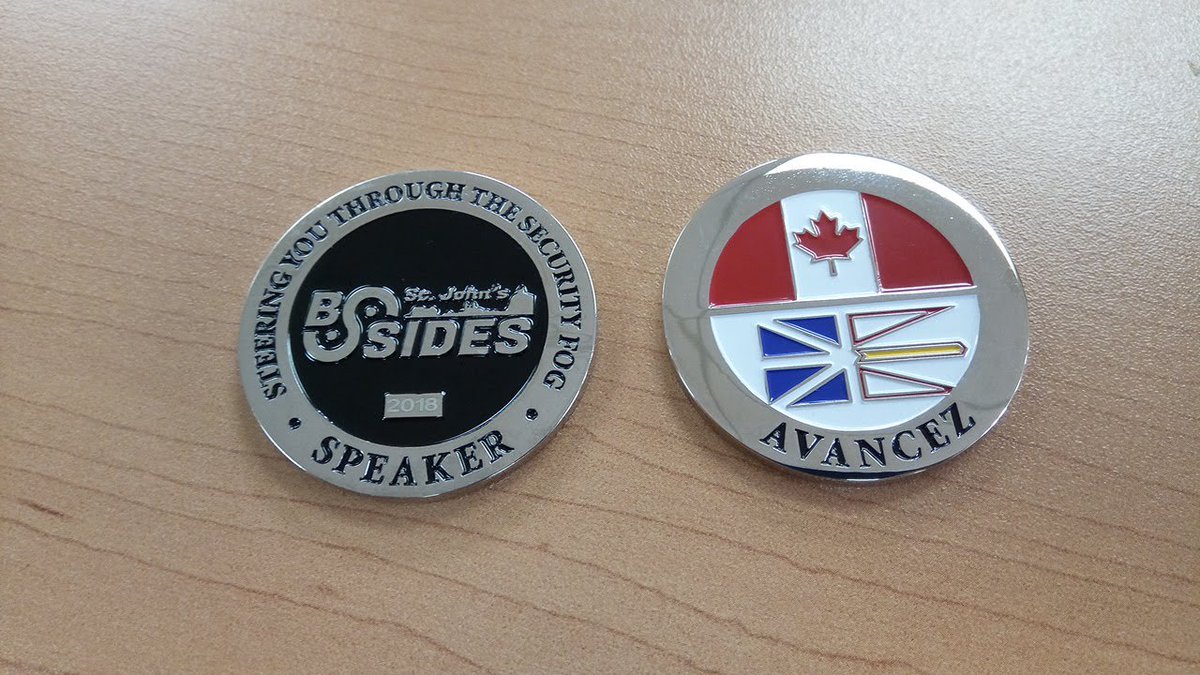 STEERING YOU THROUGH THE SECURITY FOG
St. John's
BSIDES
2018
• SPEAKER •
AVANCEZ